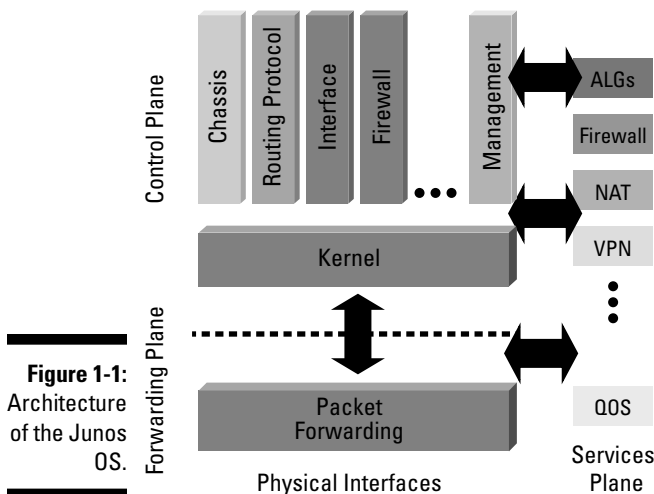 Control Plane
Chassis
Routing Protocol
Interface
Firewall
Management
ALGs
Firewall
NAT
VPN
Kernel
Forwarding Plane
Figure 1-1:
Architecture
of the Junos
OS.
Packet
Forwarding
QOS
Physical Interfaces
Services
Plane